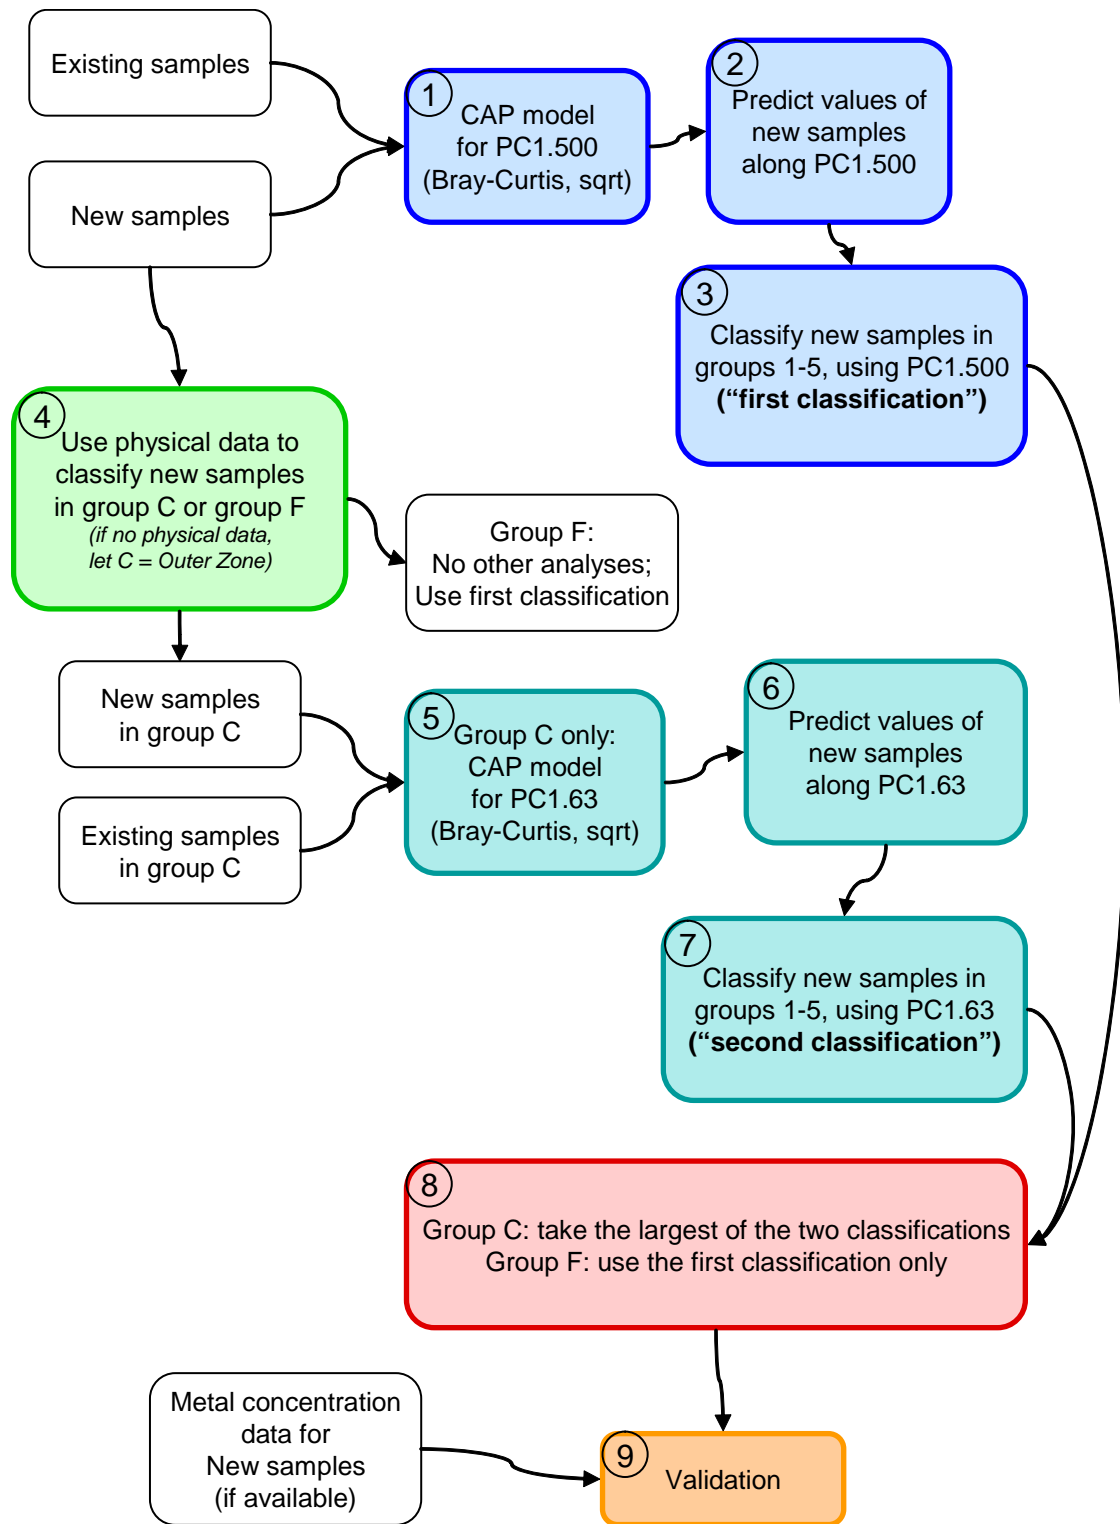 Existing samples
New samples
1
CAP model
for PC1.500
(Bray-Curtis, sqrt)
2
Predict values of
new samples
along PC1.500
3
Classify new samples in
groups 1-5, using PC1.500
(“first classification”)
4
Use physical data to
classify new samples
in group C or group F
(if no physical data,
let C = Outer Zone)
Group F:
No other analyses;
Use first classification
New samples
in group C
Existing samples
in group C
5
Group C only:
CAP model
for PC1.63
(Bray-Curtis, sqrt)
6
Predict values of
new samples
along PC1.63
7
Classify new samples in
groups 1-5, using PC1.63
(“second classification”)
8
Group C: take the largest of the two classifications
Group F: use the first classification only
Metal concentration
data for
New samples
(if available)
9
Validation